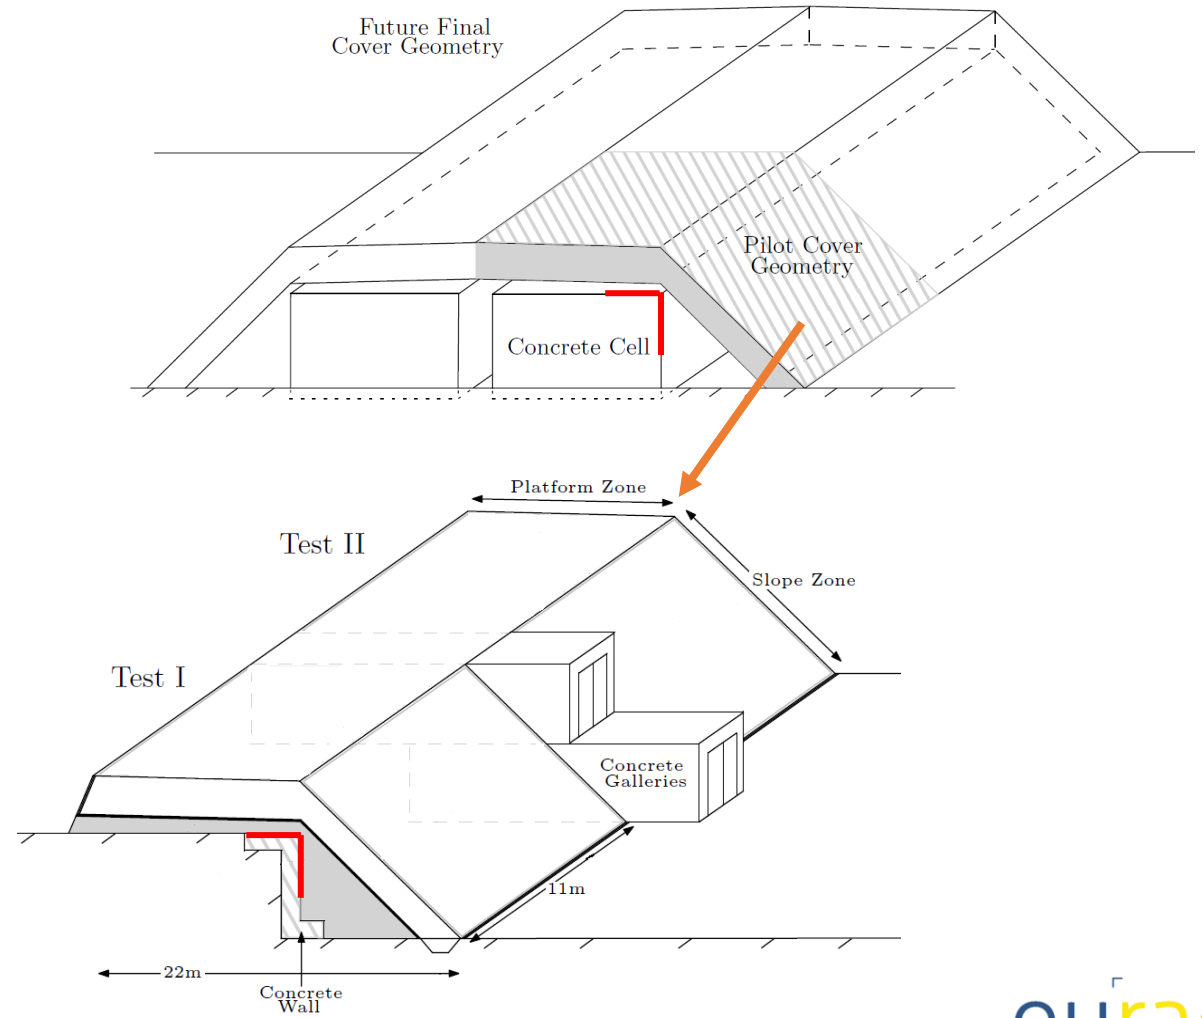 Future Final
Cover Geometry
Pilot Cover
Geometry
Concrete Cell
Platform Zone
Test II
Slope Zone
Test I
Concrete
Galleries
11m
22m
Concrete
Wall